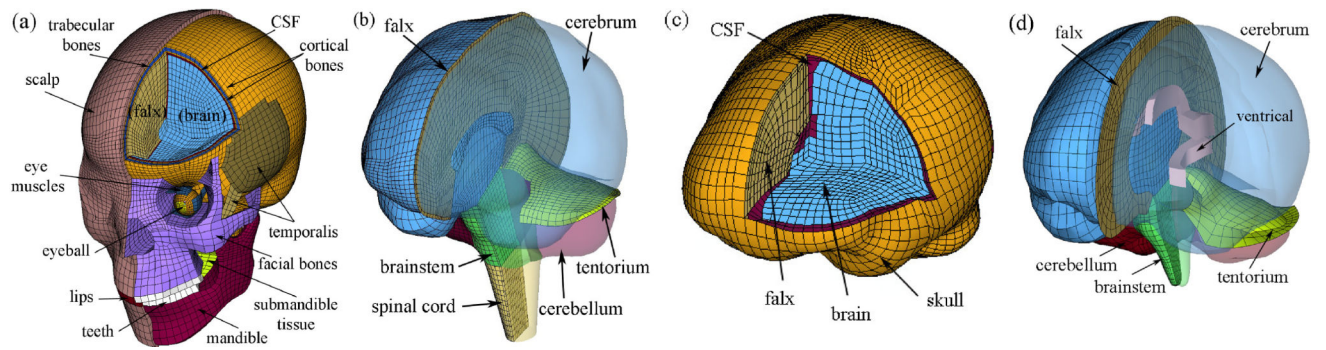 (a)
trabecular
bones
CSF
cortical
bones
scalp
(falx)
(brain)
eye
muscles
eyeball
temporalis
facial bones
lips
teeth
submandible
tissue
mandible
(b)
falx
cerebrum
brainstem
spinal cord
tentorium
cerebellum
(c)
CSF
falx
brain
skull
(d)
falx
cerebrum
ventrical
cerebellum
brainstem
tentorium